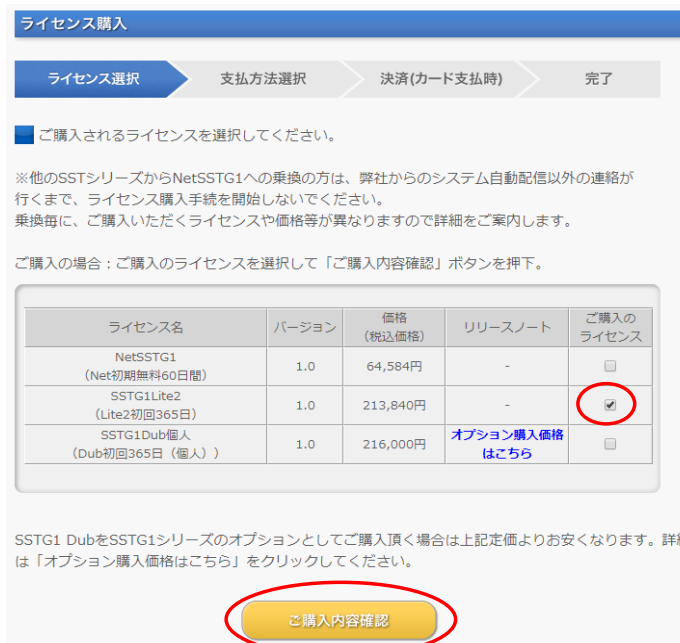 ライセンス購入
ライセンス選択 支払方法選択 決済(カード支払時) 完了
ご購入されるライセンスを選択してください。
※他のSSTシリーズからNetSSTG1への乗換の方は、弊社からのシステム自動配信以外の連絡が
行くまで、ライセンス購入手続を開始しないでください。
乗換毎に、ご購入いただくライセンスや価格等が異なりますので詳細をご案内します。
ご購入の場合：ご購入のライセンスを選択して「ご購入内容確認」ボタンを押下。
ライセンス名 バージョン 価格 リリースノート ご購入の
(税込価格) ライセンス
NetSSTG1
（Net初期無料60日間） 1.0 64,584円 -
SSTG1Lite2
（Lite2初回365日） 1.0 213,840円 -
SSTG1Dub個人 オプション購入価格
（Dub初回365日（個人）） 1.0 216,000円 はこちら
SSTG1 DubをSSTG1シリーズのオプションとしてご購入頂く場合は上記定価よりお安くなります。詳
は「オプション購入価格はこちら」をクリックしてください。
ご購入内容確認